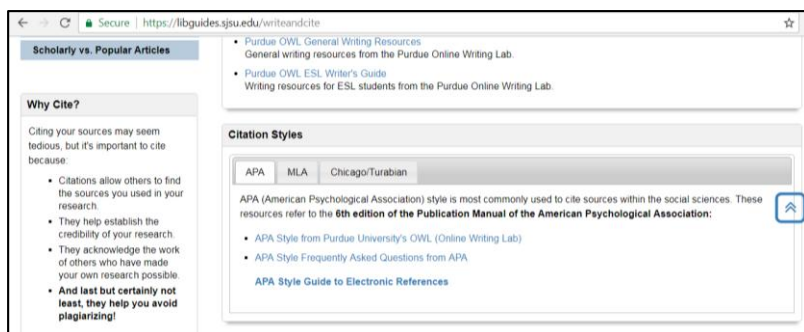 Secure | https://libguides.sjsu.edu/writeandcite
Scholarly vs. Popular Articles
Why Cite?
Citing your sources may seem
tedious, but it's important to cite
because:
• Citations allow others to find
the sources you used in your
research.
• They help establish the
credibility of your research.
• They acknowledge the work
of others who have made
your own research possible.
• And last but certainly not
least, they help you avoid
plagiarizing!
• Purdue OWL General Writing Resources
General writing resources from the Purdue Online Writing Lab.
• Purdue OWL ESL Writer's Guide
Writing resources for ESL students from the Purdue Online Writing Lab.
Citation Styles
APA MLA Chicago/Turabian
APA (American Psychological Association) style is most commonly used to cite sources within the social sciences. These
resources refer to the 6th edition of the Publication Manual of the American Psychological Association:
• APA Style from Purdue University's OWL (Online Writing Lab)
• APA Style Frequently Asked Questions from APA
APA Style Guide to Electronic References